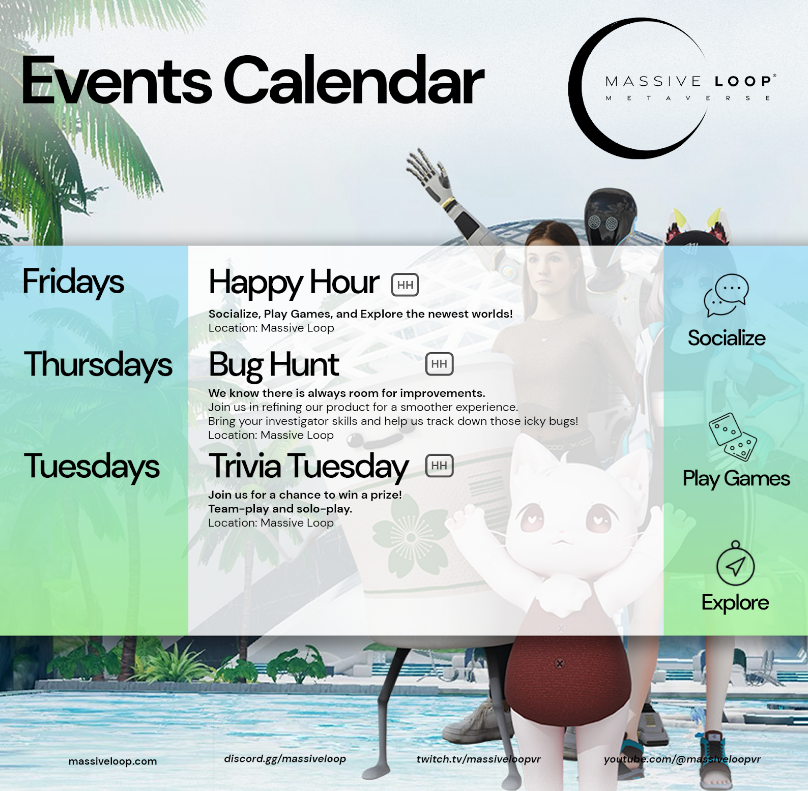 Events Calendar
MASSIVE LOOP®
METAVERSE
Fridays
Happy Hour HH
Socialize, Play Games, and Explore the newest worlds!
Location: Massive Loop
Thursdays
Bug Hunt HH
We know there is always room for improvements.
Join us in refining our product for a smoother experience.
Bring your investigator skills and help us track down those icky bugs!
Location: Massive Loop
Tuesdays
Trivia Tuesday HH
Join us for a chance to win a prize!
Team-play and solo-play.
Location: Massive Loop
Socialize
Play Games
Explore
massiveloop.com
discord.gg/massiveloop
twitch.tv/massiveloopvr
youtube.com/@massiveloopvr